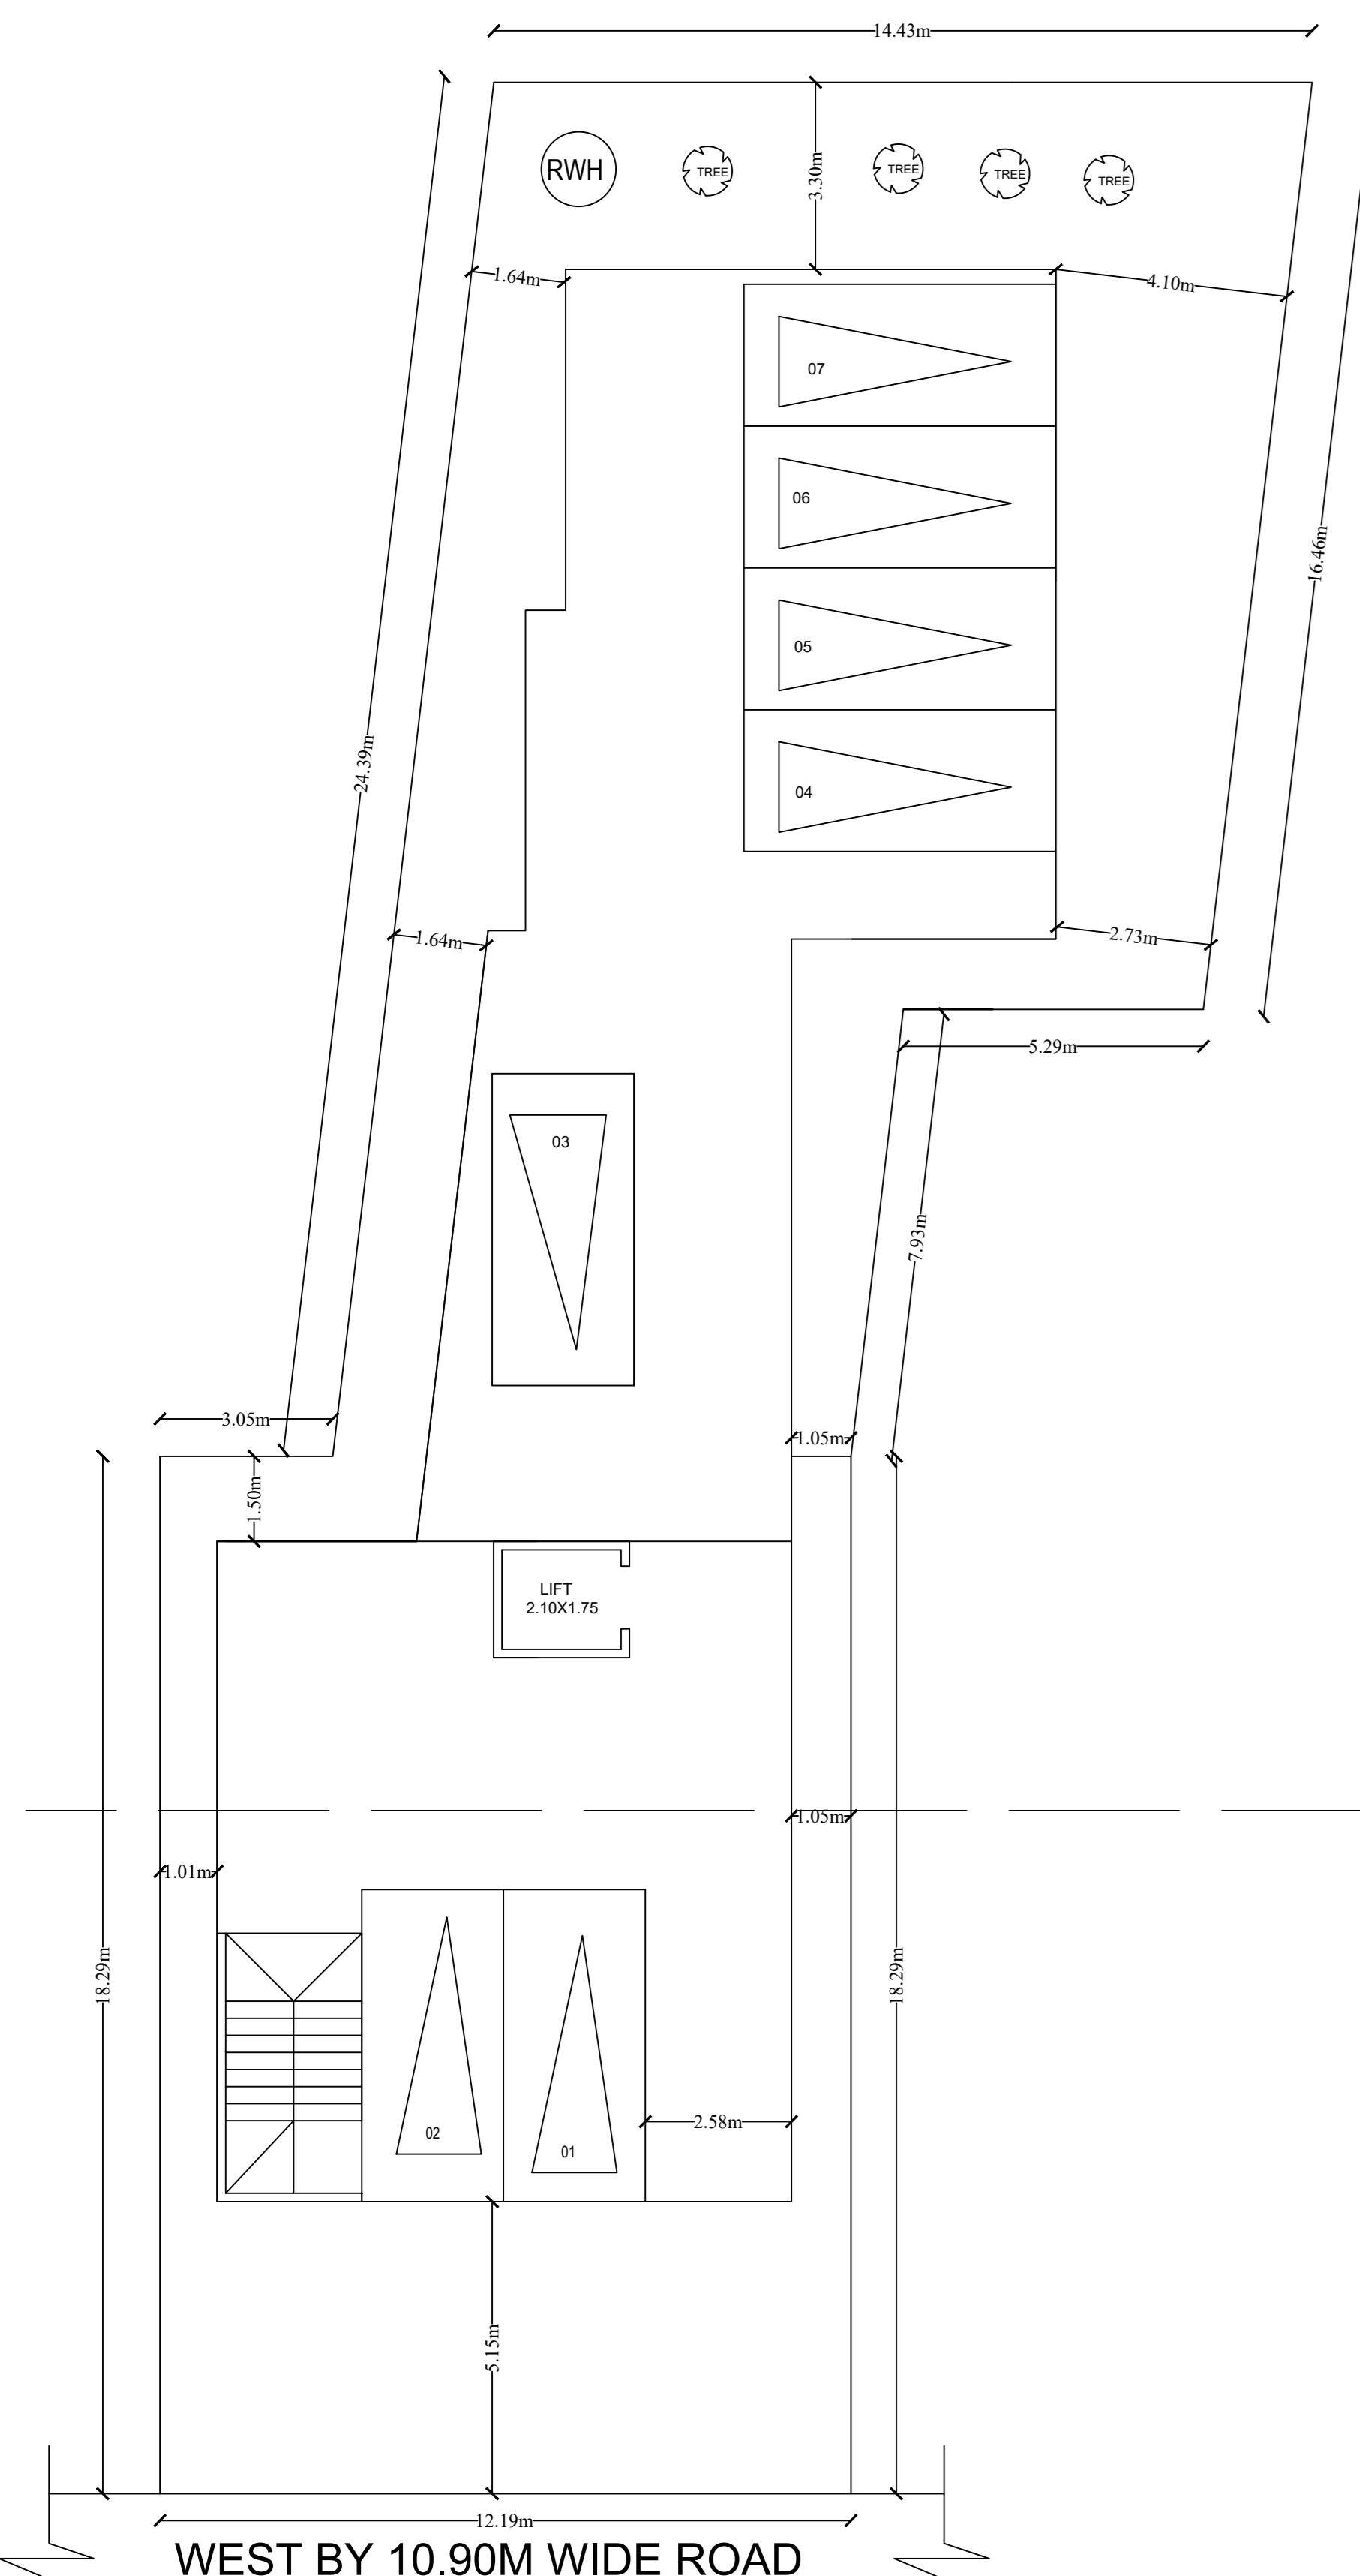 14.43m
RWH
TREE
TREE
TREE
TREE
3.30m
1.64m
4.10m
07
06
16.46m
05
24.39m
04
1.64m
2.73m
5.29m
03
7.93m
3.05m
1.05m
1.50m
LIFT
2.10X1.75
1.05m
1.01m
18.29m
18.29m
2.58m
02
01
5.15m
12.19m
WEST BY 10.90M WIDE ROAD